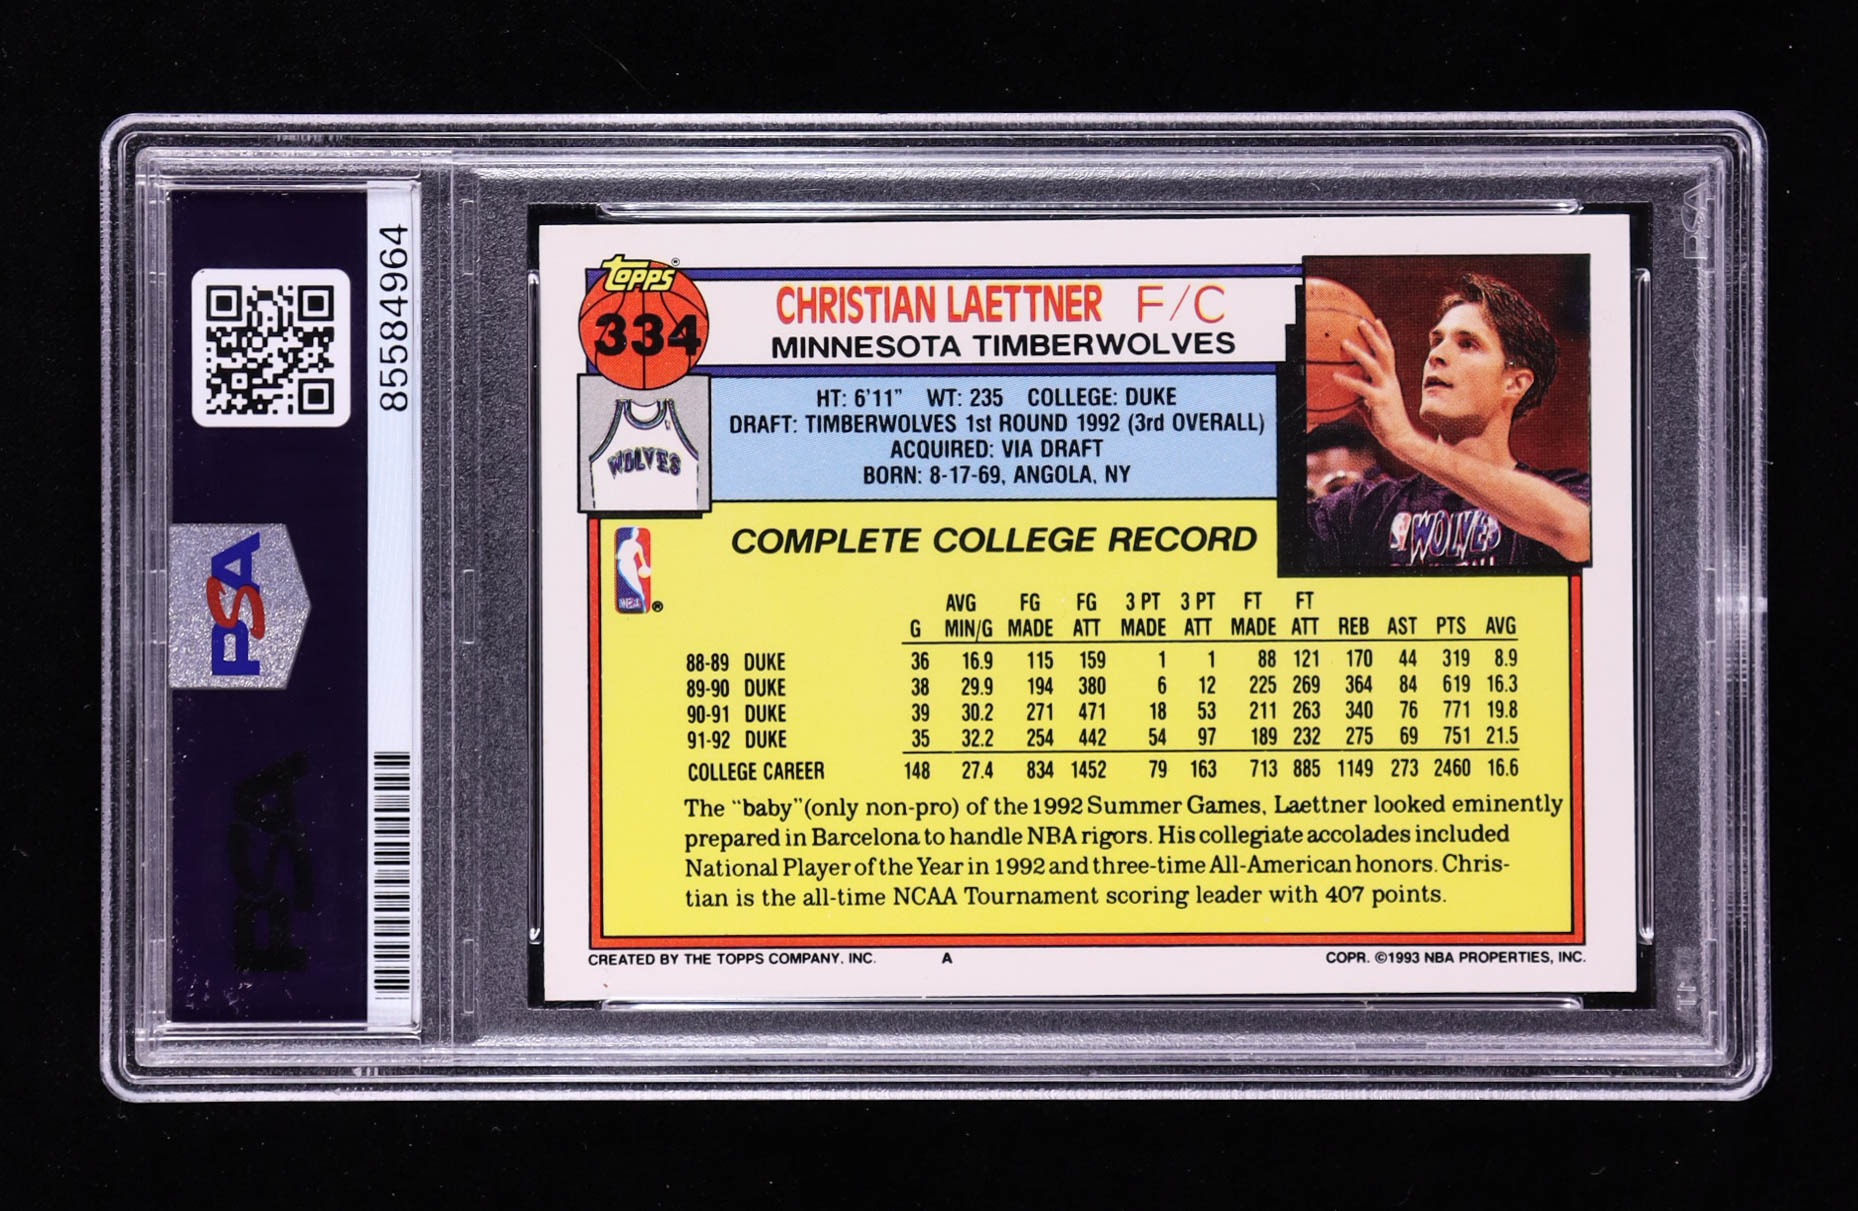 85584964
PSA
PSA
PSA
TOPPS
334
CHRISTIAN LAETTNER F/C
MINNESOTA TIMBERWOLVES
HT: 6'11" WT: 235 COLLEGE: DUKE
DRAFT: TIMBERWOLVES 1st ROUND 1992 (3rd OVERALL)
ACQUIRED: VIA DRAFT
BORN: 8-17-69, ANGOLA, NY
WOLVES
WOLVES
COMPLETE COLLEGE RECORD
NBA ®
AVG FG FG 3 PT 3 PT FT FT
G MIN/G MADE ATT MADE ATT MADE ATT REB AST PTS AVG
88-89 DUKE 36 16.9 115 159 1 1 88 121 170 44 319 8.9
89-90 DUKE 38 29.9 194 380 6 12 225 269 364 84 619 16.3
90-91 DUKE 39 30.2 271 471 18 53 211 263 340 76 771 19.8
91-92 DUKE 35 32.2 254 442 54 97 189 232 275 69 751 21.5
COLLEGE CAREER 148 27.4 834 1452 79 163 713 885 1149 273 2460 16.6
The "baby"(only non-pro) of the 1992 Summer Games, Laettner looked eminently
prepared in Barcelona to handle NBA rigors. His collegiate accolades included
National Player of the Year in 1992 and three-time All-American honors. Chris-
tian is the all-time NCAA Tournament scoring leader with 407 points.
CREATED BY THE TOPPS COMPANY, INC. A COPR. ©1993 NBA PROPERTIES, INC.